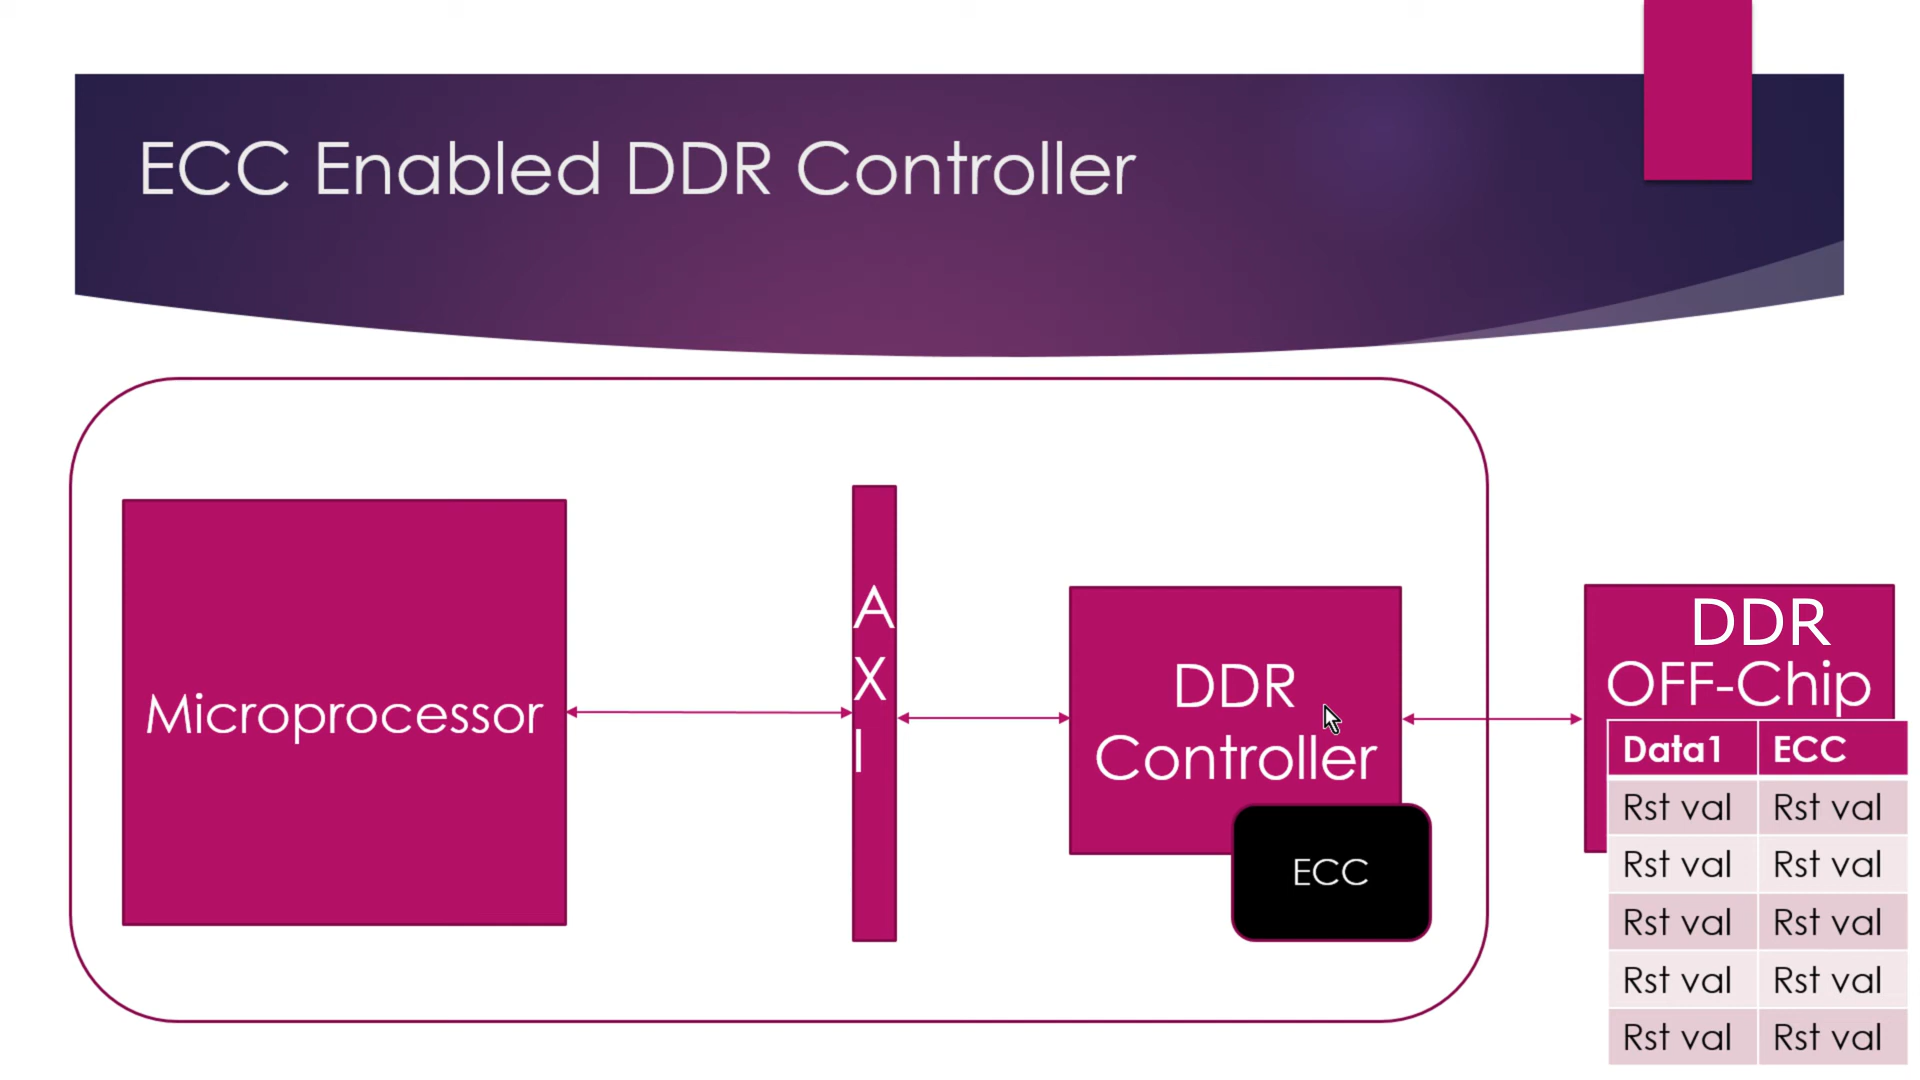 ECC Enabled DDR Controller
Microprocessor
A
X
I
DDR
Controller
ECC
DDR
OFF-Chip
Data1 ECC
Rst val Rst val
Rst val Rst val
Rst val Rst val
Rst val Rst val
Rst val Rst val